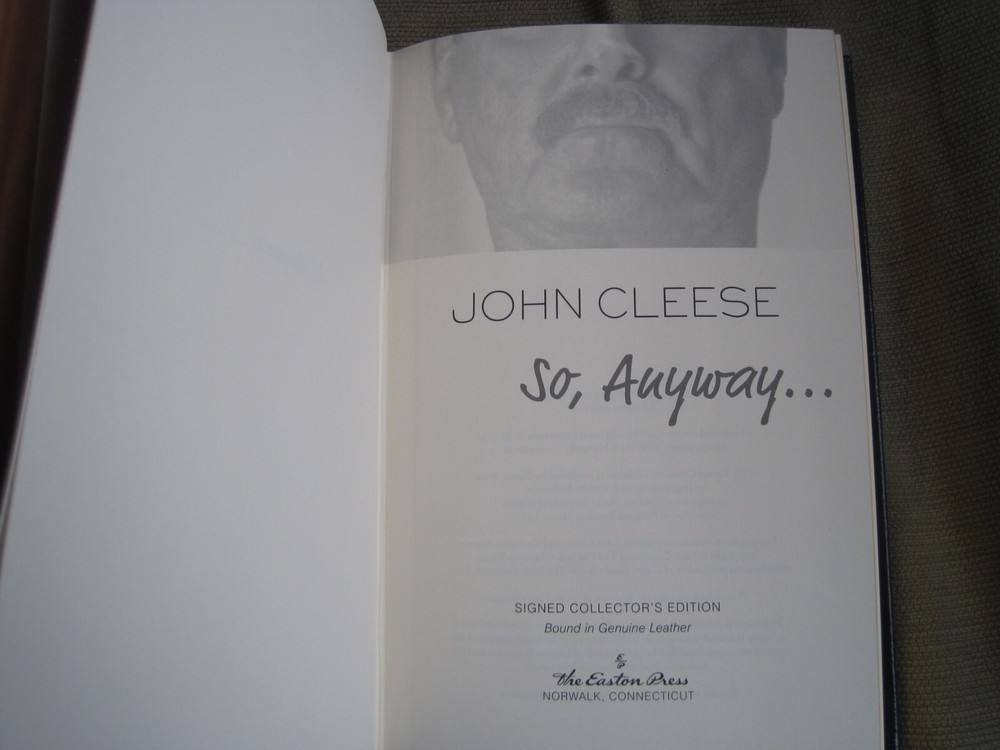 JOHN CLEESE
So, Anyway...
SIGNED COLLECTOR'S EDITION
Bound in Genuine Leather
E
P
The Easton Press
NORWALK, CONNECTICUT